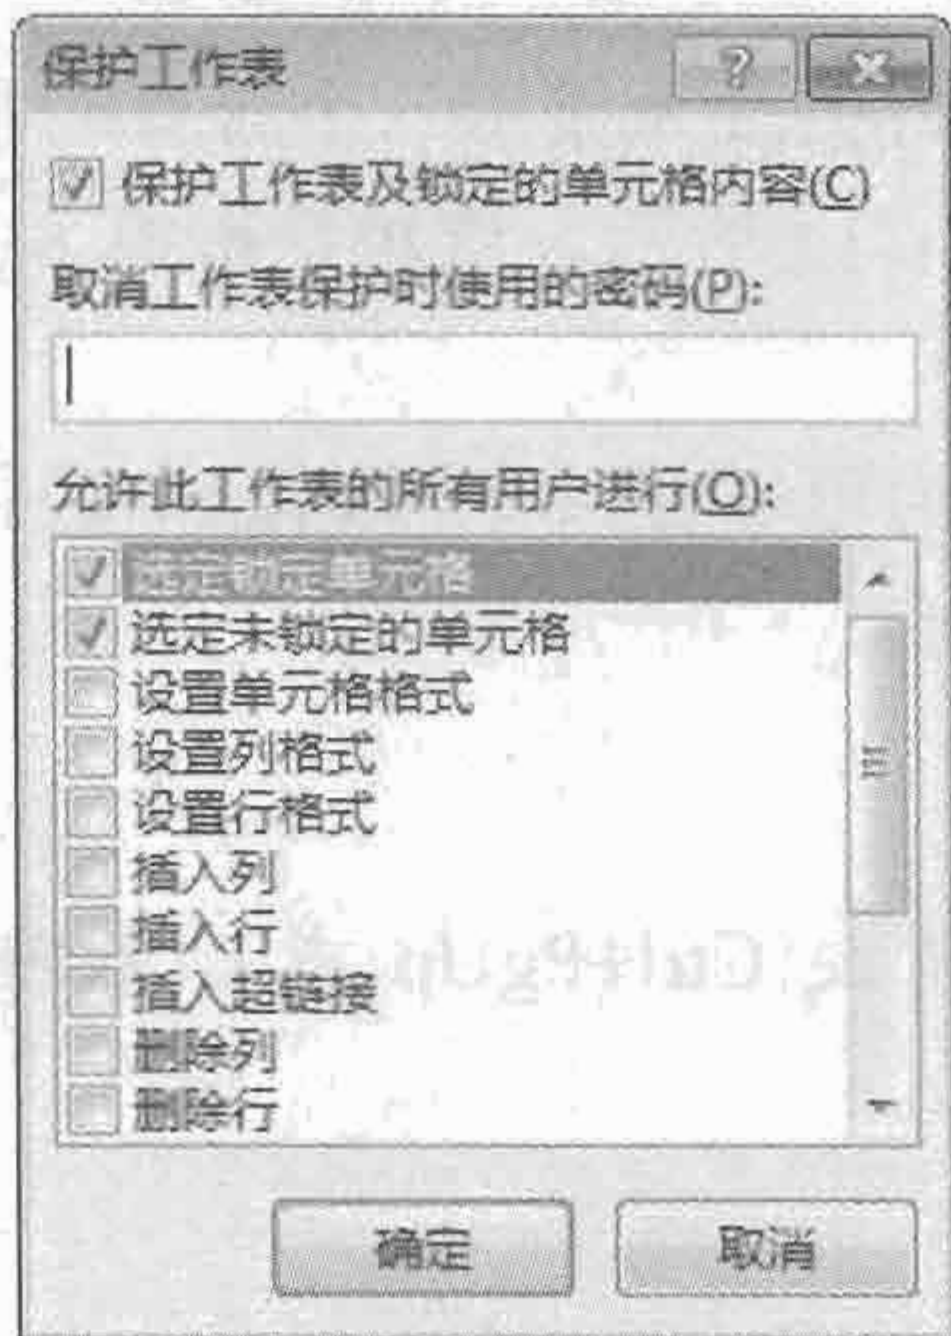 保护工作表
保护工作表及锁定的单元格内容(C)
取消工作表保护时使用的密码(P):
允许此工作表的所有用户进行(O):
选定锁定单元格
选定未锁定的单元格
设置单元格格式
设置列格式
设置行格式
插入列
插入行
插入超链接
删除列
删除行
确定
取消